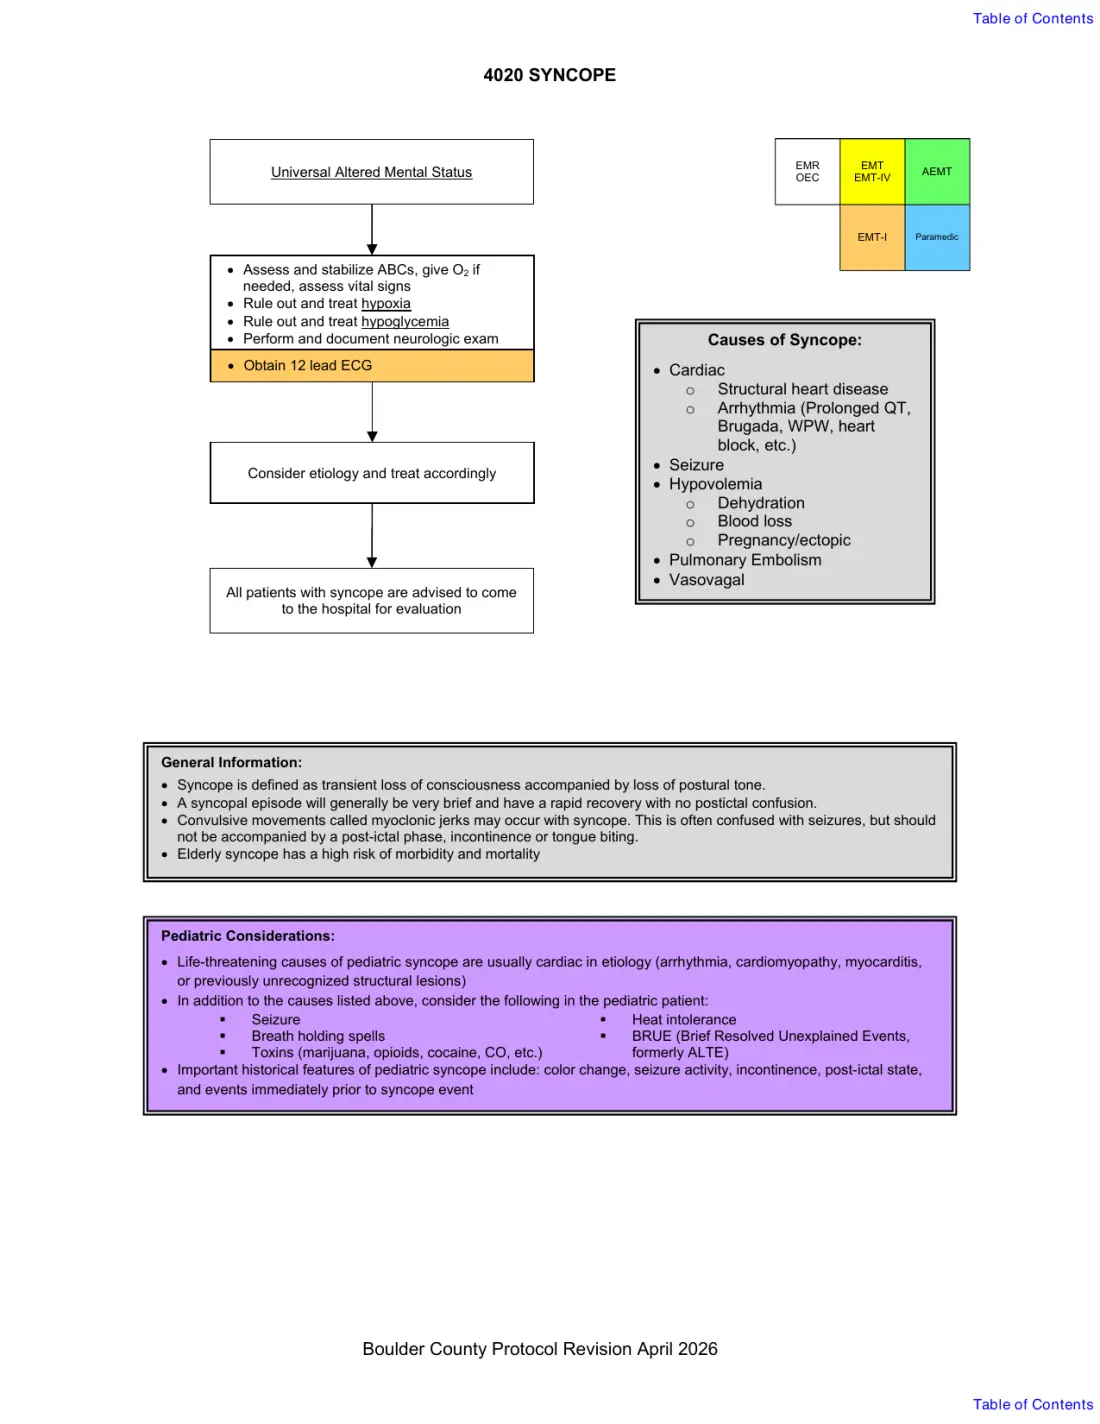 Table of Contents
4020 SYNCOPE
Universal Altered Mental Status
EMR
OEC
EMT
EMT-IV
AEMT
EMT-I
Paramedic
• Assess and stabilize ABCs, give O₂ if
needed, assess vital signs
• Rule out and treat hypoxia
• Rule out and treat hypoglycemia
• Perform and document neurologic exam
• Obtain 12 lead ECG
Consider etiology and treat accordingly
All patients with syncope are advised to come
to the hospital for evaluation
Causes of Syncope:
• Cardiac
o Structural heart disease
o Arrhythmia (Prolonged QT,
Brugada, WPW, heart
block, etc.)
• Seizure
• Hypovolemia
o Dehydration
o Blood loss
o Pregnancy/ectopic
• Pulmonary Embolism
• Vasovagal
General Information:
• Syncope is defined as transient loss of consciousness accompanied by loss of postural tone.
• A syncopal episode will generally be very brief and have a rapid recovery with no postictal confusion.
• Convulsive movements called myoclonic jerks may occur with syncope. This is often confused with seizures, but should
not be accompanied by a post-ictal phase, incontinence or tongue biting.
• Elderly syncope has a high risk of morbidity and mortality
Pediatric Considerations:
• Life-threatening causes of pediatric syncope are usually cardiac in etiology (arrhythmia, cardiomyopathy, myocarditis,
or previously unrecognized structural lesions)
• In addition to the causes listed above, consider the following in the pediatric patient:
▪ Seizure
▪ Breath holding spells
▪ Toxins (marijuana, opioids, cocaine, CO, etc.)
▪ Heat intolerance
▪ BRUE (Brief Resolved Unexplained Events,
formerly ALTE)
• Important historical features of pediatric syncope include: color change, seizure activity, incontinence, post-ictal state,
and events immediately prior to syncope event
Boulder County Protocol Revision April 2026
Table of Contents